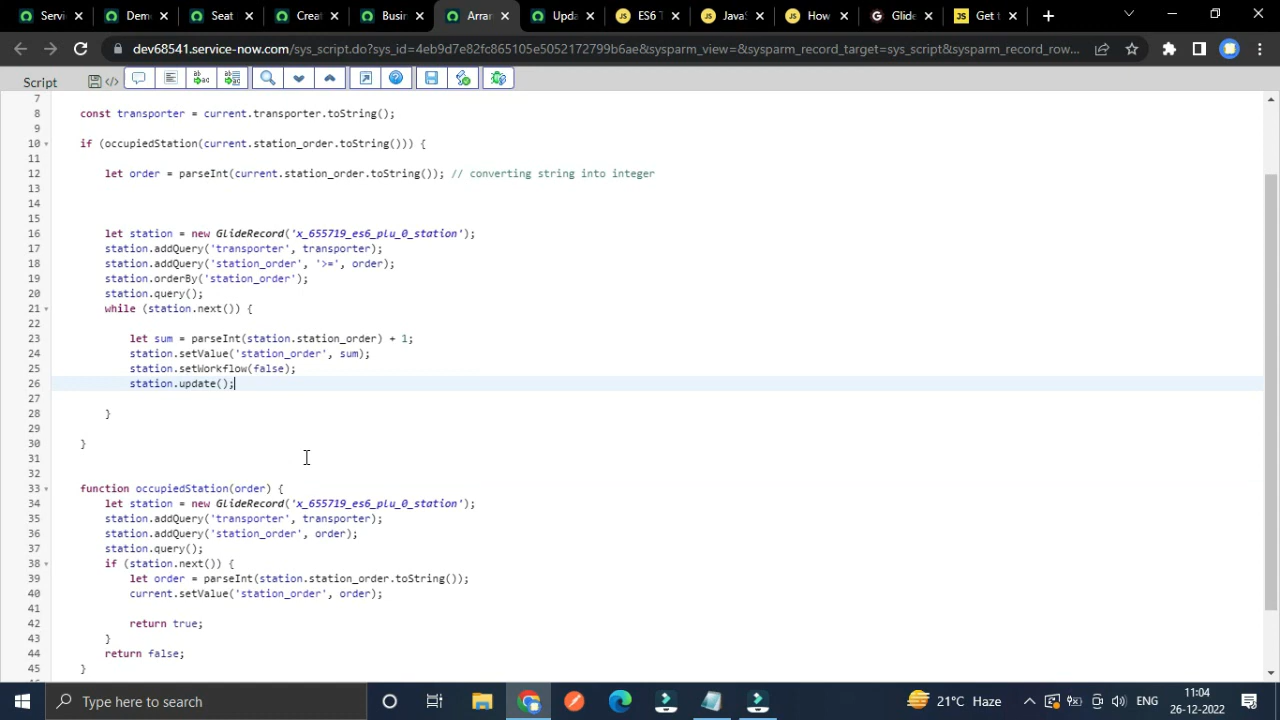 Servi
Demo
Seat
Creat
Busin
Arran
Upda
ES6 T
JavaS
How
Glide
Get t
dev68541.service-now.com/sys_script.do?sys_id=4eb9d7e82fc865105e5052172799b6ae&sysparm_view=&sysparm_record_target=sys_script&sysparm_record_row...
Script
7
8 const transporter = current.transporter.toString();
9
10 if (occupiedStation(current.station_order.toString())) {
11
12 let order = parseInt(current.station_order.toString()); // converting string into integer
13
14
15
16 let station = new GlideRecord('x_655719_es6_plu_0_station');
17 station.addQuery('transporter', transporter);
18 station.addQuery('station_order', '>=', order);
19 station.orderBy('station_order');
20 station.query();
21 while (station.next()) {
22
23 let sum = parseInt(station.station_order) + 1;
24 station.setValue('station_order', sum);
25 station.setWorkflow(false);
26 station.update();
27
28 }
29
30 }
31
32
33 function occupiedStation(order) {
34 let station = new GlideRecord('x_655719_es6_plu_0_station');
35 station.addQuery('transporter', transporter);
36 station.addQuery('station_order', order);
37 station.query();
38 if (station.next()) {
39 let order = parseInt(station.station_order.toString());
40 current.setValue('station_order', order);
41
42 return true;
43 }
44 return false;
45 }
Type here to search
21°C Haze
ENG
11:04
26-12-2022